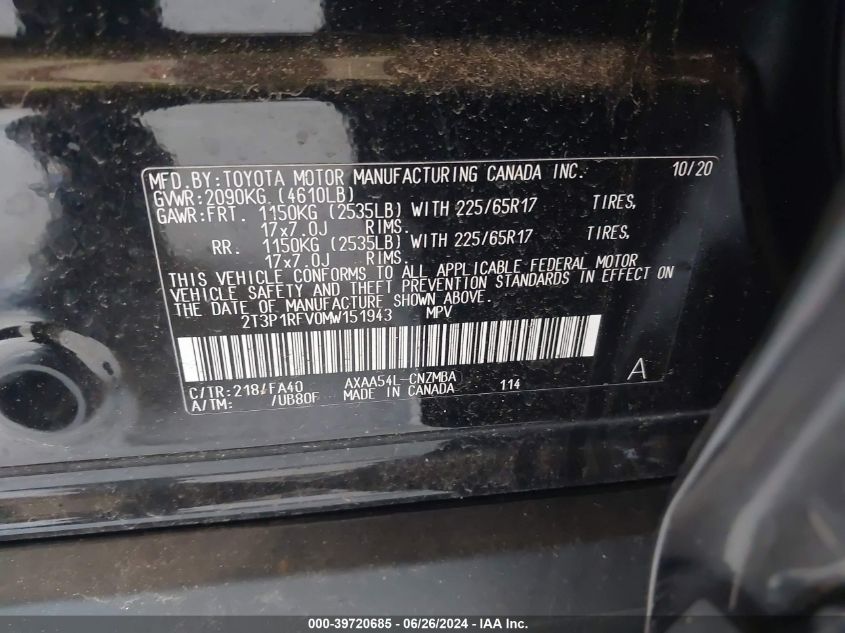 MFD.BY:TOYOTA MOTOR MANUFACTURING CANADA INC. 10/20
GVWR:2090KG (4610LB)
GAWR:FRT. 1150KG (2535LB) WITH 225/65R17 TIRES,
17x7.0J RIMS.
RR. 1150KG (2535LB) WITH 225/65R17 TIRES,
17x7.0J RIMS.
THIS VEHICLE CONFORMS TO ALL APPLICABLE FEDERAL MOTOR
VEHICLE SAFETY AND THEFT PREVENTION STANDARDS IN EFFECT ON
THE DATE OF MANUFACTURE SHOWN ABOVE.
2T3P1RFV0MW151943 MPV
C/TR:218/FA40 AXAA54L-CNZMBA 114 A
A/TM: /UB80F MADE IN CANADA
000-39720685 - 06/26/2024 - IAA Inc.